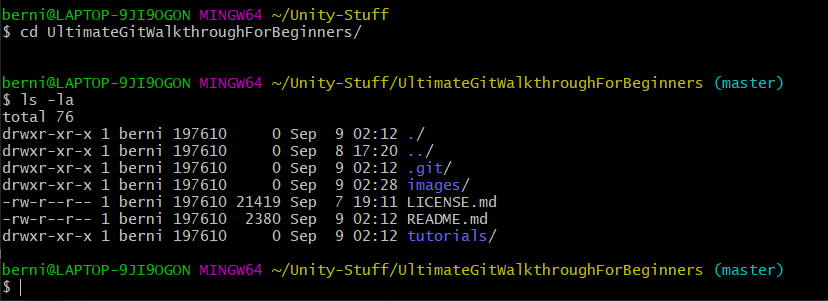 berni@LAPTOP-9JI9OGON MINGW64 ~/Unity-Stuff
$ cd UltimateGitWalkthroughForBeginners/
berni@LAPTOP-9JI9OGON MINGW64 ~/Unity-Stuff/UltimateGitWalkthroughForBeginners (master)
$ ls -la
total 76
drwxr-xr-x 1 berni 197610     0 Sep  9 02:12 ./
drwxr-xr-x 1 berni 197610     0 Sep  8 17:20 ../
drwxr-xr-x 1 berni 197610     0 Sep  9 02:12 .git/
drwxr-xr-x 1 berni 197610     0 Sep  9 02:28 images/
-rw-r--r-- 1 berni 197610 21419 Sep  7 19:11 LICENSE.md
-rw-r--r-- 1 berni 197610  2380 Sep  9 02:12 README.md
drwxr-xr-x 1 berni 197610     0 Sep  9 02:12 tutorials/
berni@LAPTOP-9JI9OGON MINGW64 ~/Unity-Stuff/UltimateGitWalkthroughForBeginners (master)
$